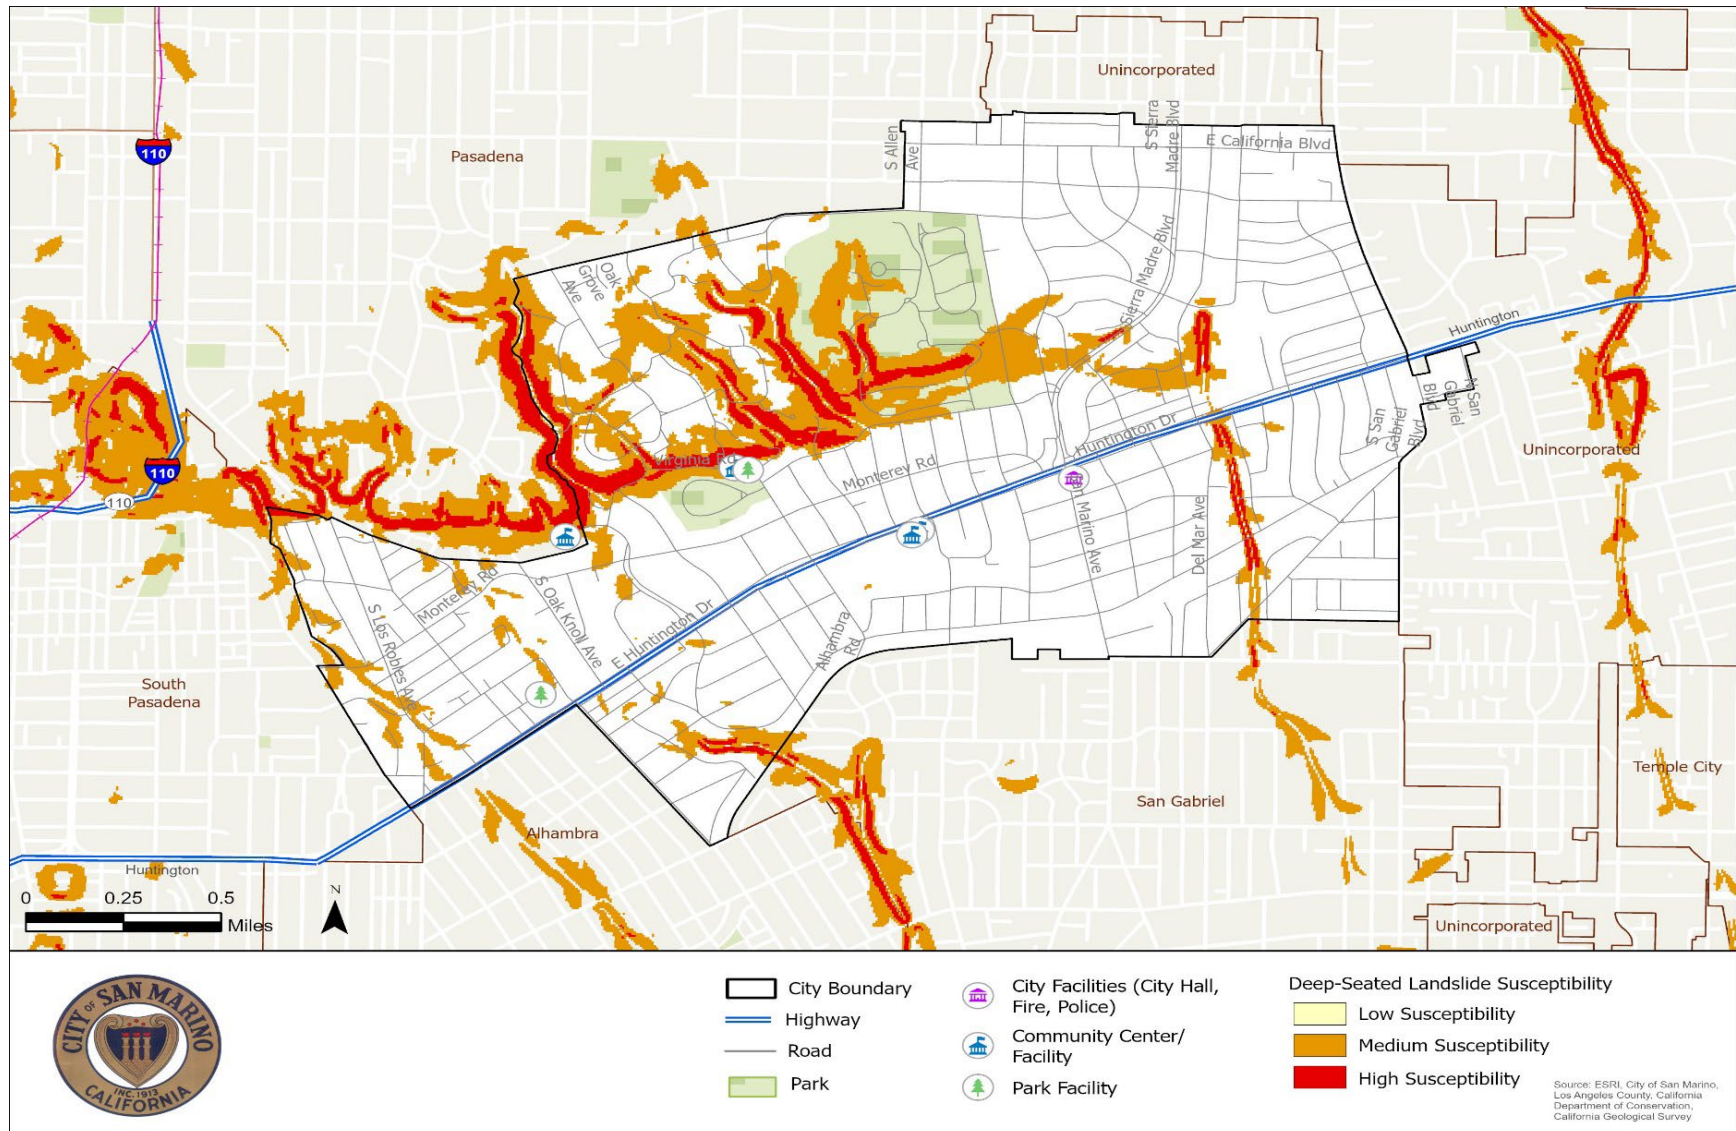 Unincorporated
S Allen
Ave
S Sierra
Madre Blvd
E California Blvd
110
Pasadena
Oak
Grove
Ave
Sierra Madre Blvd
Huntington
N San
Gabriel
Blvd
S San
Gabriel
Blvd
Unincorporated
Huntington Dr
Virginia Rd
Monterey Rd
110
110
San Marino Ave
Del Mar Ave
Monterey Rd
S Oak Knoll Ave
S Los Robles Ave
E Huntington Dr
Alhambra
Rd
South
Pasadena
Temple City
San Gabriel
Alhambra
Huntington
Unincorporated
0 0.25 0.5
Miles
N
CITY OF SAN MARINO
INC. 1913
CALIFORNIA
City Boundary
Highway
Road
Park
City Facilities (City Hall,
Fire, Police)
Community Center/
Facility
Park Facility
Deep-Seated Landslide Susceptibility
Low Susceptibility
Medium Susceptibility
High Susceptibility
Source: ESRI, City of San Marino,
Los Angeles County, California
Department of Conservation,
California Geological Survey